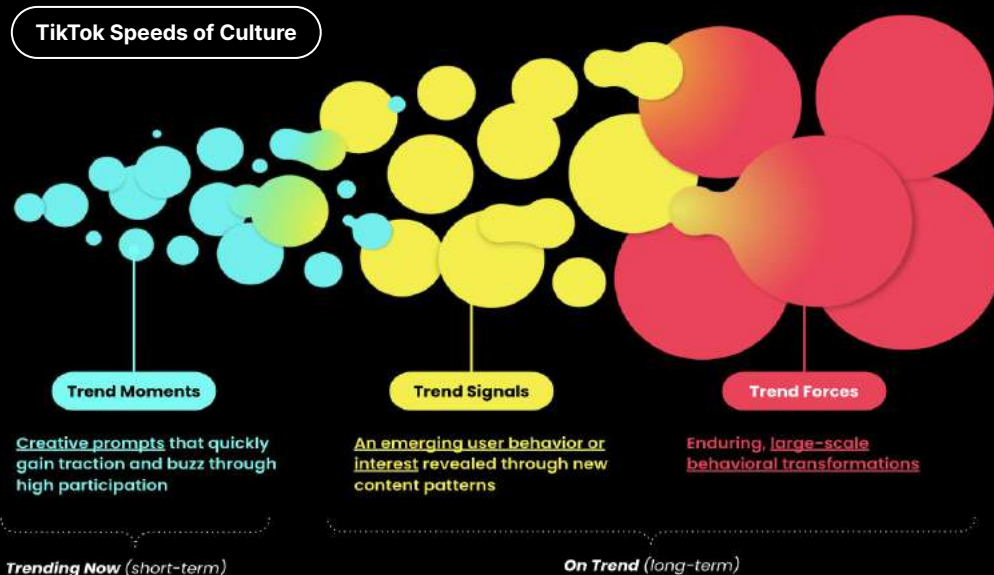 TikTok Speeds of Culture
Trend Moments
Creative prompts that quickly
gain traction and buzz through
high participation
Trend Signals
An emerging user behavior or
interest revealed through new
content patterns
Trend Forces
Enduring, large-scale
behavioral transformations
Trending Now (short-term)
On Trend (long-term)